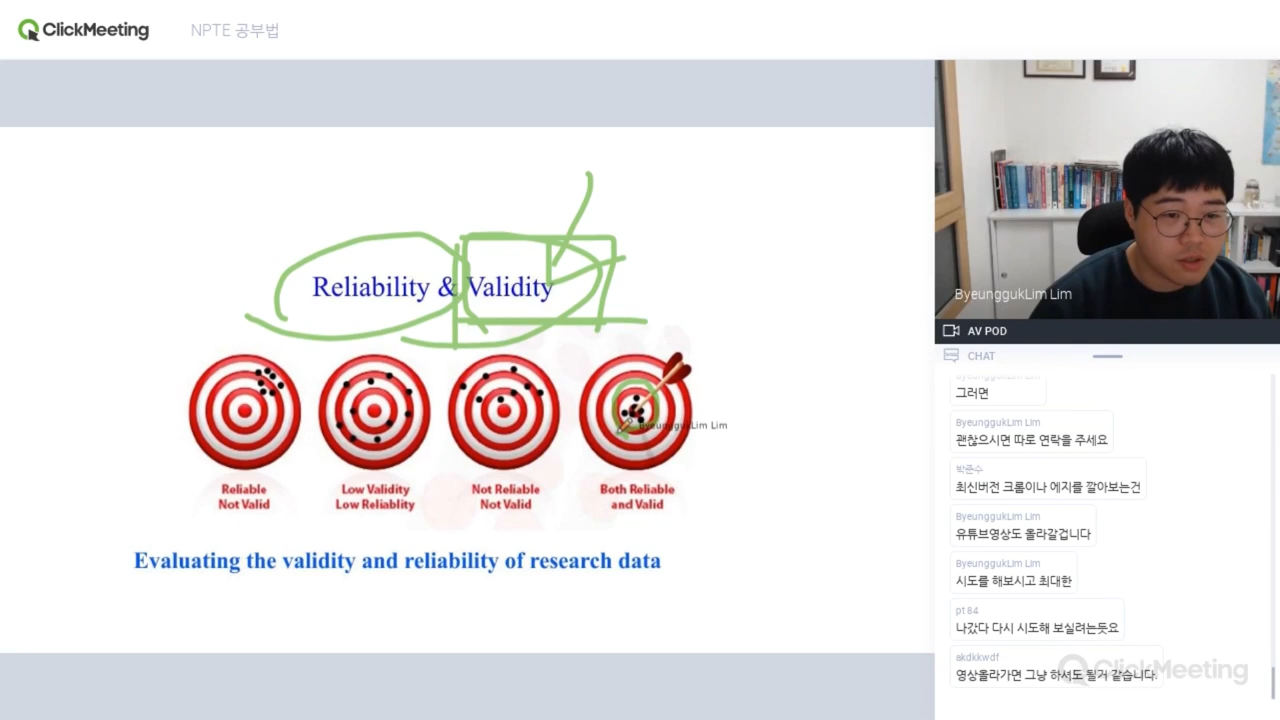 ClickMeeting
NPTE 공부법
Reliability & Validity
ByeunggukLim Lim
Reliable
Not Valid
Low Validity
Low Reliablity
Not Reliable
Not Valid
Both Reliable
and Valid
Evaluating the validity and reliability of research data
ByeunggukLim Lim
AV POD
CHAT
ByeunggukLim Lim
그러면
ByeunggukLim Lim
괜찮으시면 따로 연락을 주세요
박준수
최신버전 크롬이나 에지를 깔아보는건
ByeunggukLim Lim
유튜브영상도 올라갈겁니다
ByeunggukLim Lim
시도를 해보시고 최대한
pt 84
나갔다 다시 시도해 보실려는듯요
akdkkwdf
영상올라가면 그냥 하셔도 될거 같습니다.
ClickMeeting